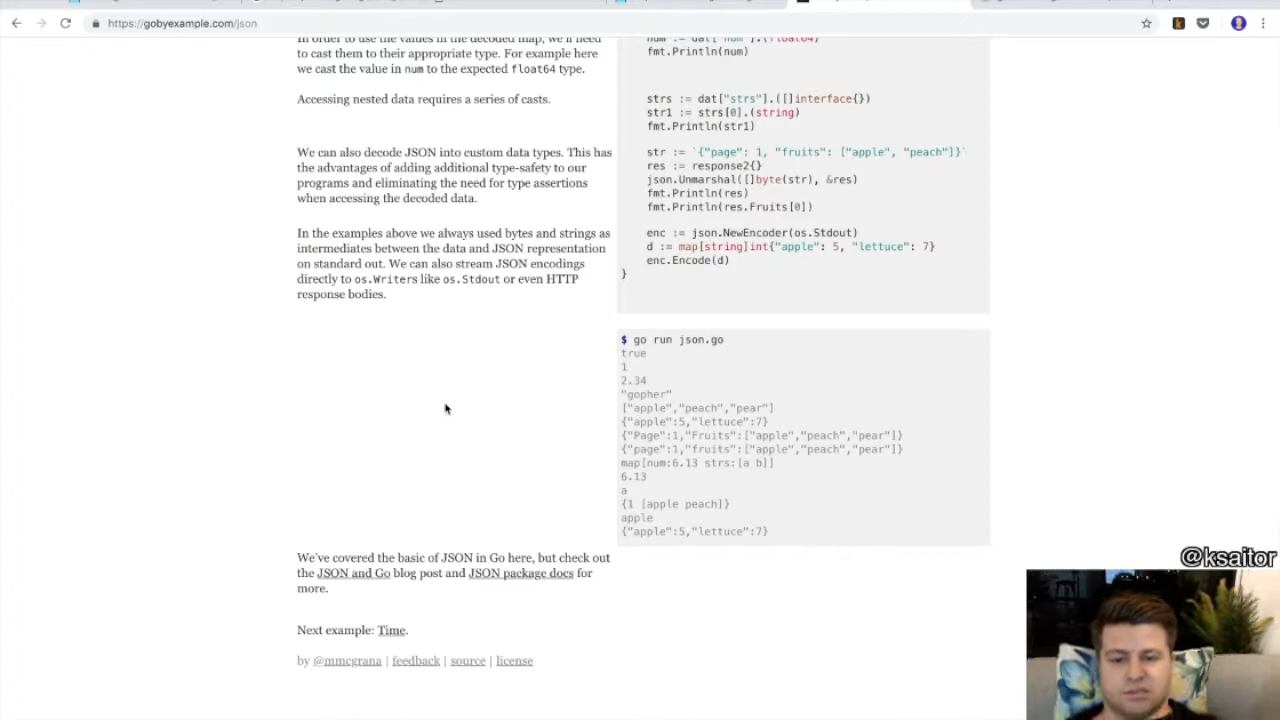 https://gobyexample.com/json
In order to use the values in the decoded map, we'll need
to cast them to their appropriate type. For example here
we cast the value in num to the expected float64 type.
Accessing nested data requires a series of casts.
We can also decode JSON into custom data types. This has
the advantages of adding additional type-safety to our
programs and eliminating the need for type assertions
when accessing the decoded data.
In the examples above we always used bytes and strings as
intermediates between the data and JSON representation
on standard out. We can also stream JSON encodings
directly to os.Writers like os.Stdout or even HTTP
response bodies.
num := dat["num"].(float64)
fmt.Println(num)
strs := dat["strs"].([]interface{})
str1 := strs[0].(string)
fmt.Println(str1)
str := `{"page": 1, "fruits": ["apple", "peach"]}`
res := response2{}
json.Unmarshal([]byte(str), &res)
fmt.Println(res)
fmt.Println(res.Fruits[0])
enc := json.NewEncoder(os.Stdout)
d := map[string]int{"apple": 5, "lettuce": 7}
enc.Encode(d)
}
$ go run json.go
true
1
2.34
"gopher"
["apple","peach","pear"]
{"apple":5,"lettuce":7}
{"Page":1,"Fruits":["apple","peach","pear"]}
{"page":1,"fruits":["apple","peach","pear"]}
map[num:6.13 strs:[a b]]
6.13
a
{1 [apple peach]}
apple
{"apple":5,"lettuce":7}
We've covered the basic of JSON in Go here, but check out
the JSON and Go blog post and JSON package docs for
more.
Next example: Time.
by @mmcgrana | feedback | source | license
@ksaitor